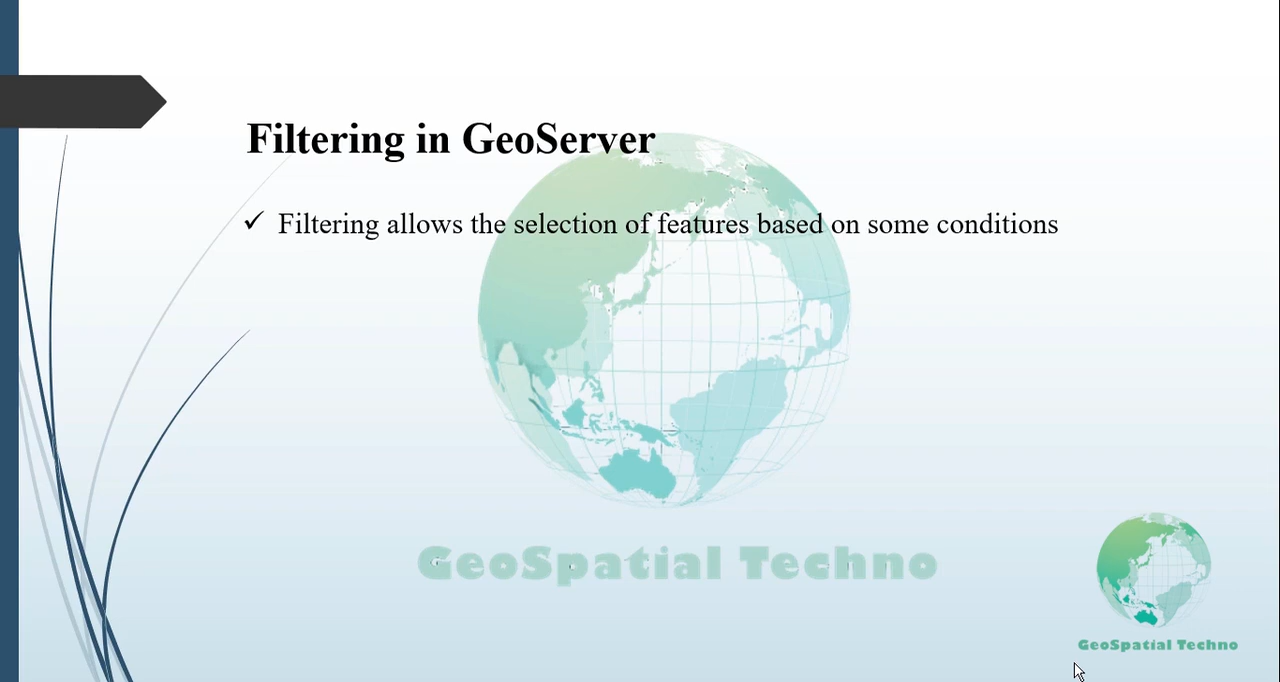 Filtering in GeoServer
✓ Filtering allows the selection of features based on some conditions
GeoSpatial Techno
GeoSpatial Techno